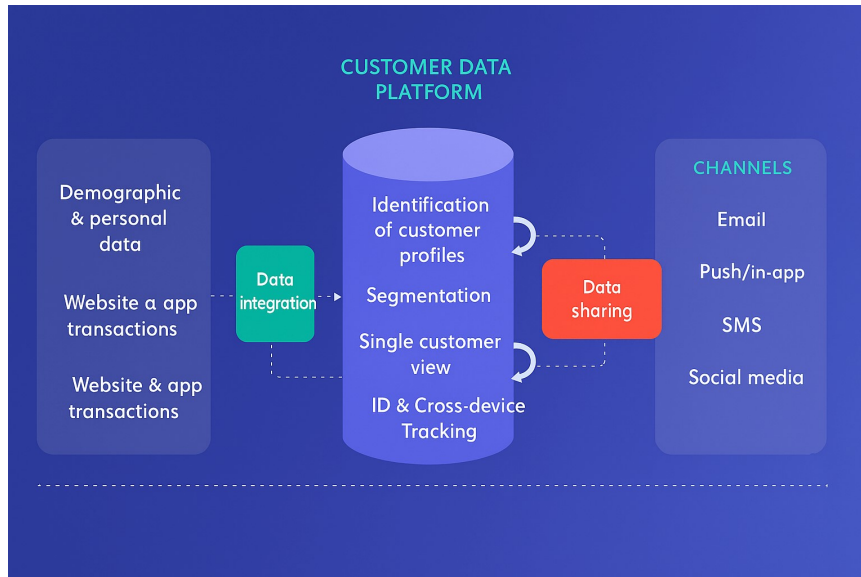 CUSTOMER DATA
PLATFORM
Demographic
& personal
data
Website a app
transactions
Website & app
transactions
Data
integration
Identification
of customer
profiles
Segmentation
Single customer
view
ID & Cross-device
Tracking
Data
sharing
CHANNELS
Email
Push/in-app
SMS
Social media